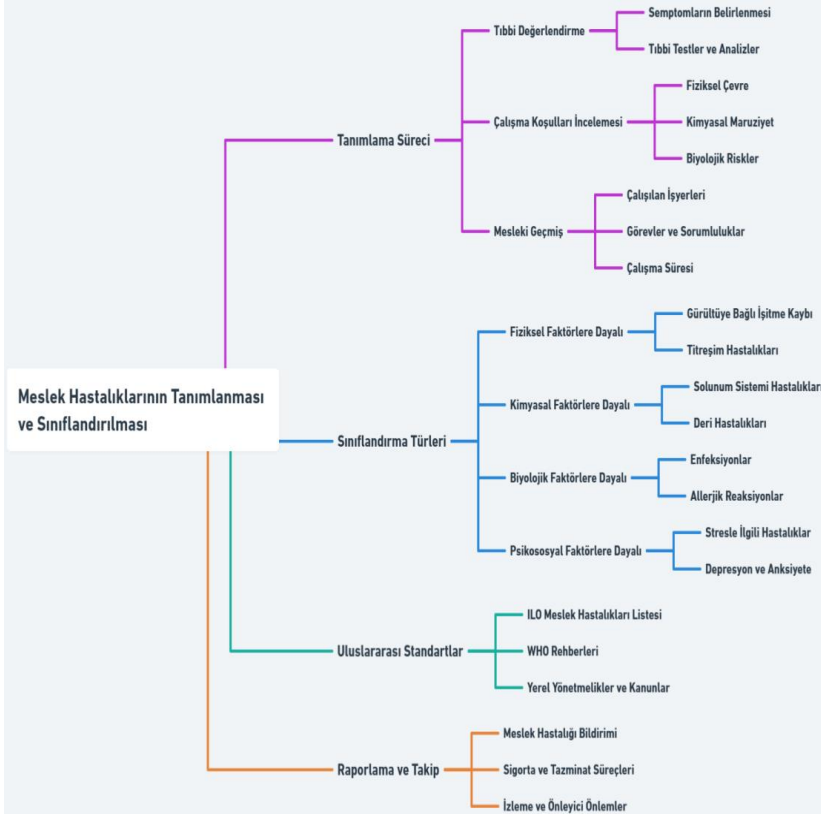 Meslek Hastalıklarının Tanımlanması
ve Sınıflandırılması
Tanımlama Süreci
Tıbbi Değerlendirme
Semptomların Belirlenmesi
Tıbbi Testler ve Analizler
Çalışma Koşulları İncelemesi
Fiziksel Çevre
Kimyasal Maruziyet
Biyolojik Riskler
Mesleki Geçmiş
Çalışılan İşyerleri
Görevler ve Sorumluluklar
Çalışma Süresi
Sınıflandırma Türleri
Fiziksel Faktörlere Dayalı
Gürültüye Bağlı İşitme Kaybı
Titreşim Hastalıkları
Kimyasal Faktörlere Dayalı
Solunum Sistemi Hastalıkları
Deri Hastalıkları
Biyolojik Faktörlere Dayalı
Enfeksiyonlar
Allerjik Reaksiyonlar
Psikososyal Faktörlere Dayalı
Stresle İlgili Hastalıklar
Depresyon ve Anksiyete
Uluslararası Standartlar
ILO Meslek Hastalıkları Listesi
WHO Rehberleri
Yerel Yönetmelikler ve Kanunlar
Raporlama ve Takip
Meslek Hastalığı Bildirimi
Sigorta ve Tazminat Süreçleri
İzleme ve Önleyici Önlemler